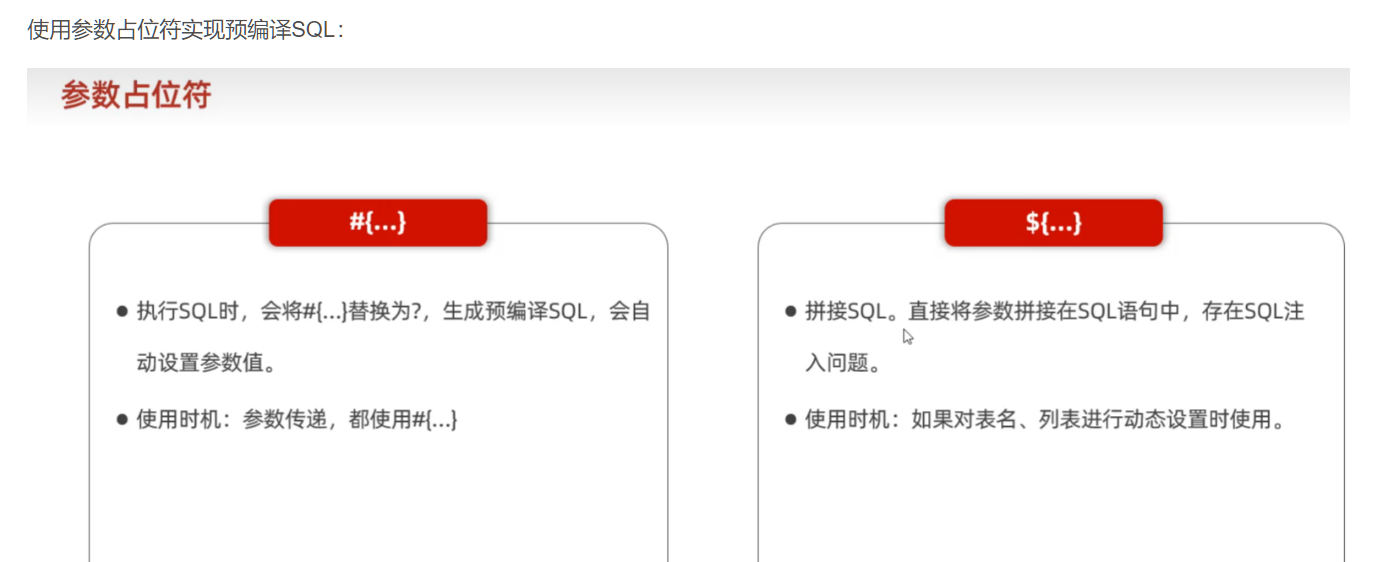 使用参数占位符实现预编译SQL：
参数占位符
#{...}
● 执行SQL时，会将#{...}替换为?，生成预编译SQL，会自
动设置参数值。
● 使用时机：参数传递，都使用#{...}
${...}
● 拼接SQL。直接将参数拼接在SQL语句中，存在SQL注
入问题。
● 使用时机：如果对表名、列表进行动态设置时使用。